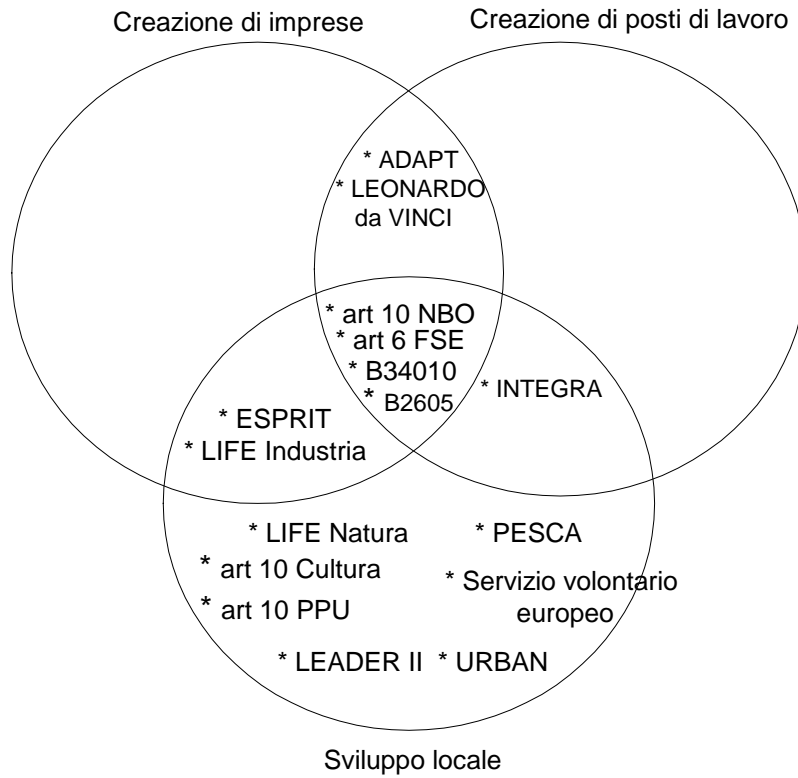 Creazione di imprese
Creazione di posti di lavoro
* ADAPT
* LEONARDO
da VINCI
* art 10 NBO
* art 6 FSE
* B34010
* B2605
* INTEGRA
* ESPRIT
* LIFE Industria
* LIFE Natura
* PESCA
* art 10 Cultura
* Servizio volontario
europeo
* art 10 PPU
* LEADER II
* URBAN
Sviluppo locale